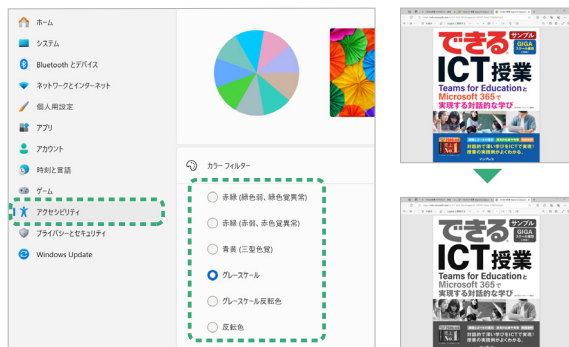 ホーム
システム
Bluetooth とデバイス
ネットワークとインターネット
個人用設定
アプリ
アカウント
時刻と言語
ゲーム
アクセシビリティ
プライバシーとセキュリティ
Windows Update
カラー フィルター
赤緑 (緑色弱、緑色覚異常)
赤緑 (赤弱、赤色覚異常)
青黄 (三型色覚)
グレースケール
グレースケール反転色
反転色
できる
サンプル
GIGA
ICT授業
Teams for Educationと
Microsoft 365で
実現する対話的な学び
対話的で深い学びをICTで実現!
授業の実践例がよくわかる。
インプレス
できる
サンプル
GIGA
ICT授業
Teams for Educationと
Microsoft 365で
実現する対話的な学び
対話的で深い学びをICTで実現!
授業の実践例がよくわかる。